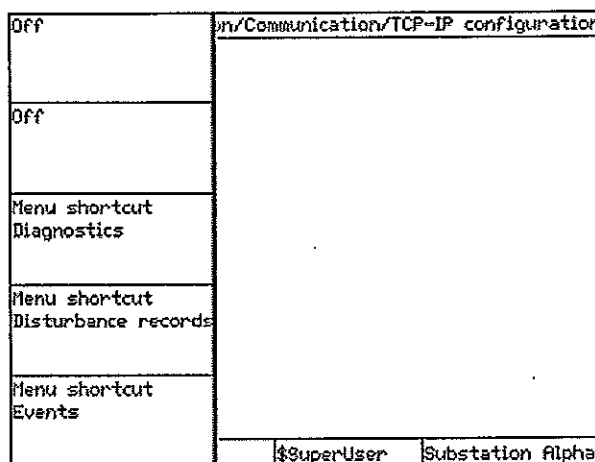 Off
on/Communication/TCP-IP configuration
Off
Menu shortcut
Diagnostics
Menu shortcut
Disturbance records
Menu shortcut
Events
$SuperUser
Substation Alpha